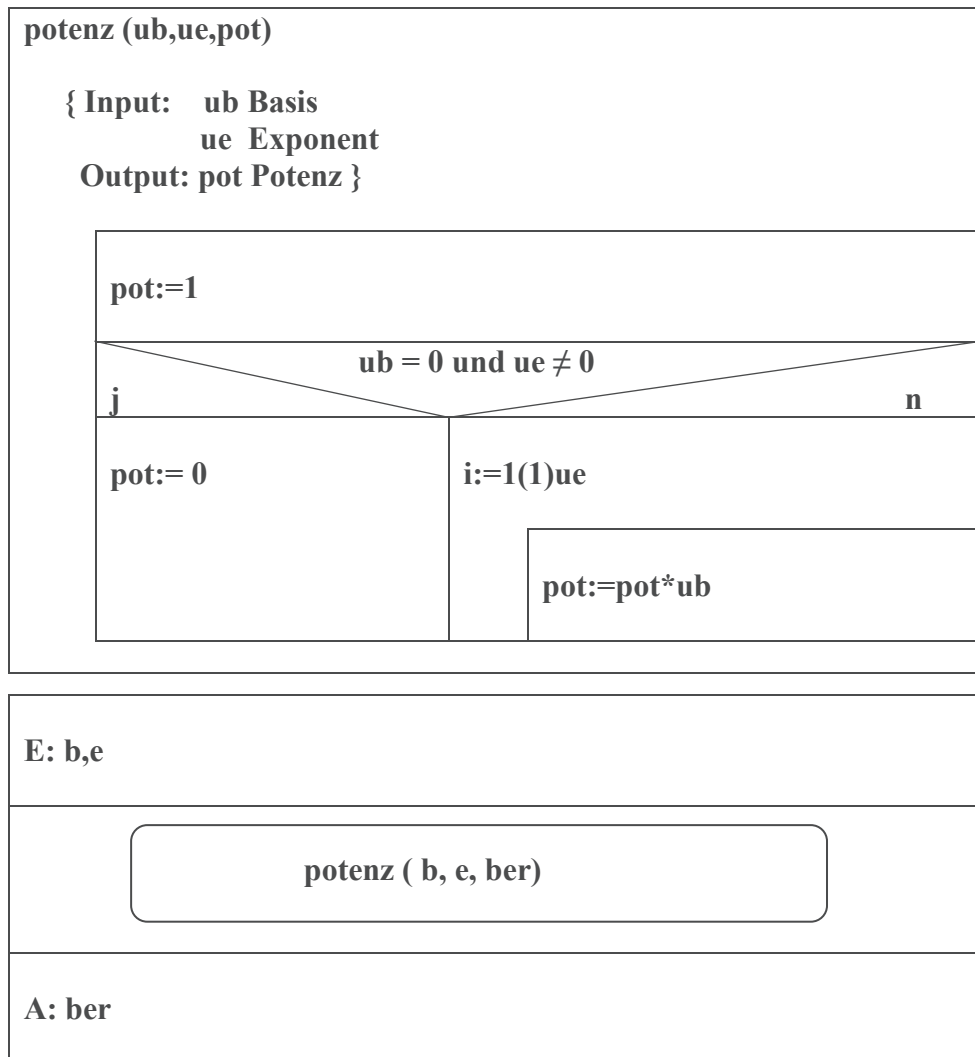 potenz (ub,ue,pot)
{ Input: ub Basis
ue Exponent
Output: pot Potenz }
pot:=1
ub = 0 und ue ≠ 0
j n
pot:= 0 i:=1(1)ue
pot:=pot*ub
E: b,e
potenz ( b, e, ber)
A: ber